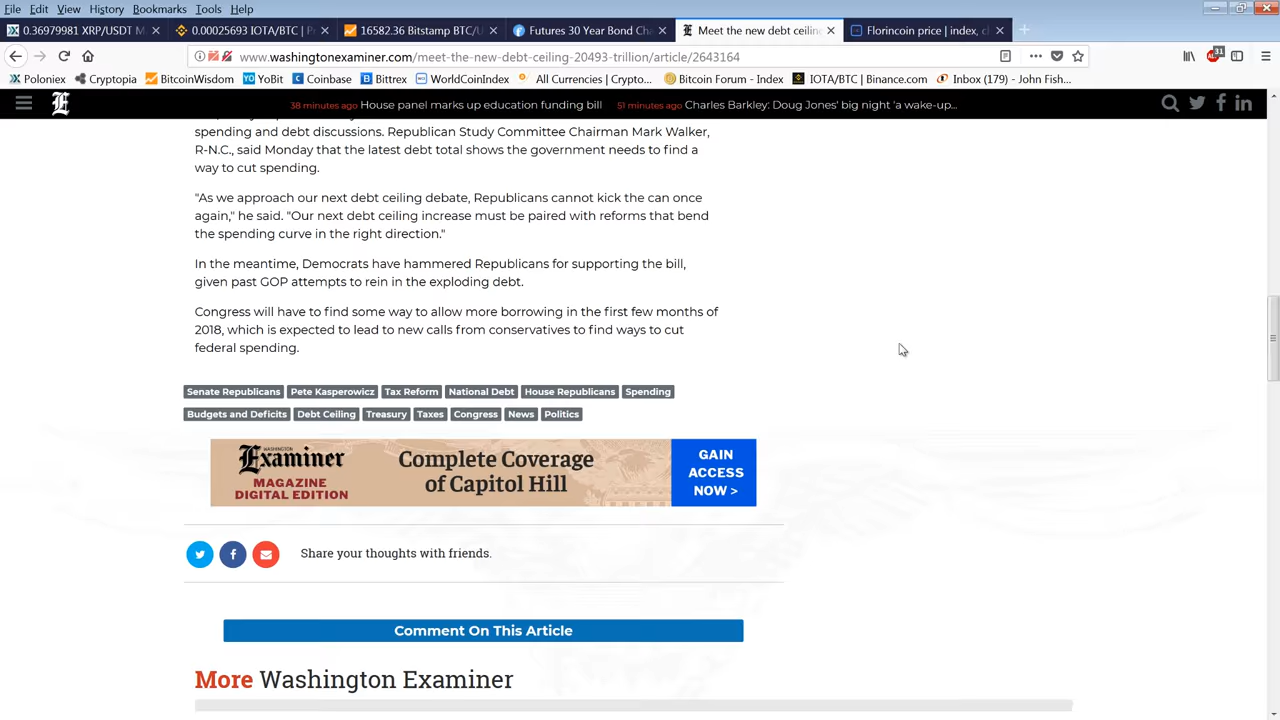 File Edit View History Bookmarks Tools Help
0.36979981 XRP/USDT M
0.00025693 IOTA/BTC | P
16582.36 Bitstamp BTC/U
Futures 30 Year Bond Ch
Meet the new debt ceilin
Florincoin price | index, c
www.washingtonexaminer.com/meet-the-new-debt-ceiling-20493-trillion/article/2643164
31
Poloniex Cryptopia BitcoinWisdom YoBit Coinbase Bittrex WorldCoinIndex All Currencies | Crypto... Bitcoin Forum - Index IOTA/BTC | Binance.com Inbox (179) - John Fish...
38 minutes ago House panel marks up education funding bill 51 minutes ago Charles Barkley: Doug Jones' big night 'a wake-up...
spending and debt discussions. Republican Study Committee Chairman Mark Walker,
R-N.C., said Monday that the latest debt total shows the government needs to find a
way to cut spending.
"As we approach our next debt ceiling debate, Republicans cannot kick the can once
again," he said. "Our next debt ceiling increase must be paired with reforms that bend
the spending curve in the right direction."
In the meantime, Democrats have hammered Republicans for supporting the bill,
given past GOP attempts to rein in the exploding debt.
Congress will have to find some way to allow more borrowing in the first few months of
2018, which is expected to lead to new calls from conservatives to find ways to cut
federal spending.
Senate Republicans Pete Kasperowicz Tax Reform National Debt House Republicans Spending
Budgets and Deficits Debt Ceiling Treasury Taxes Congress News Politics
WASHINGTON
Examiner
MAGAZINE
DIGITAL EDITION
Complete Coverage
of Capitol Hill
GAIN
ACCESS
NOW >
Share your thoughts with friends.
Comment On This Article
More Washington Examiner